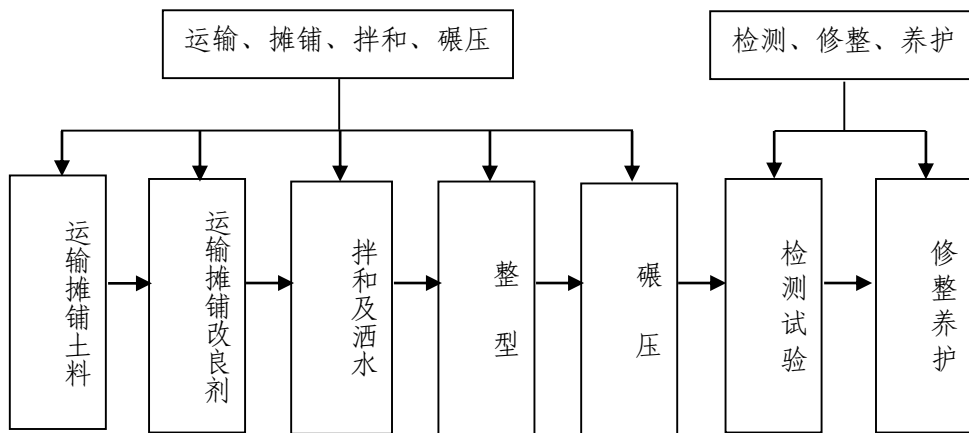 运输、摊铺、拌和、碾压
检测、修整、养护
运输摊铺土料
运输摊铺改良剂
拌和及洒水
整型
碾压
检测试验
修整养护